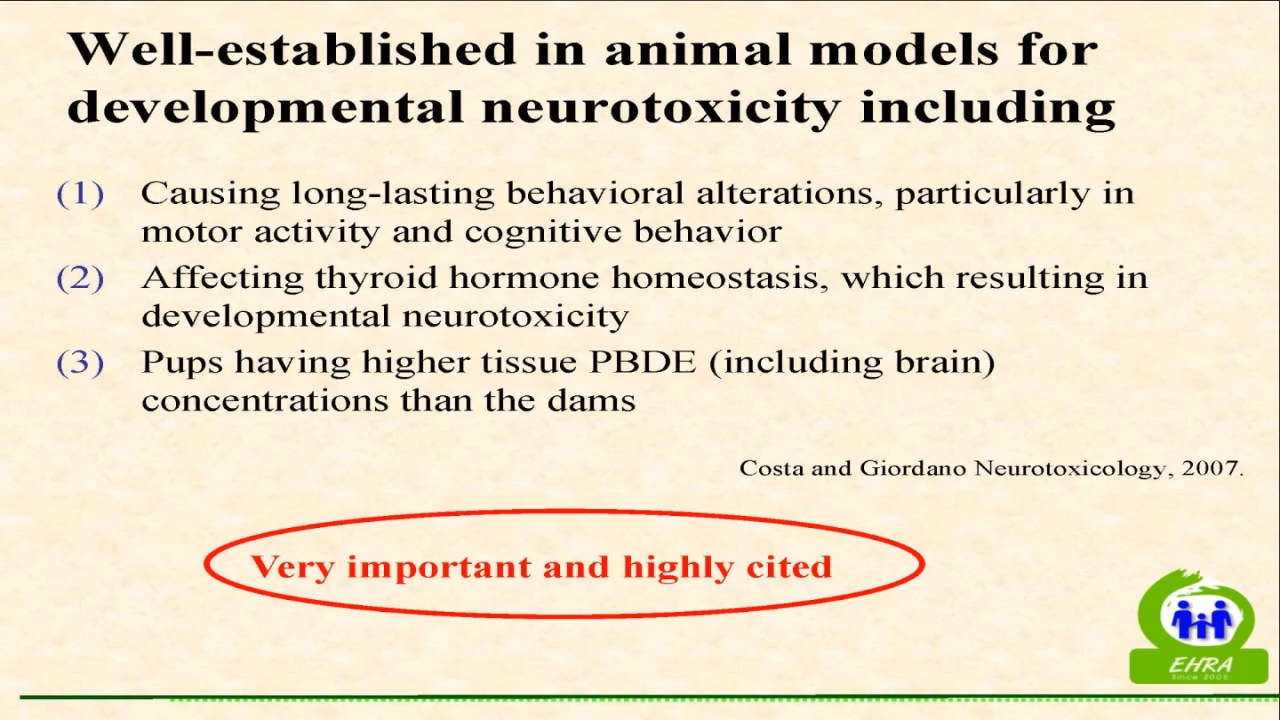 Well-established in animal models for
developmental neurotoxicity including
(1) Causing long-lasting behavioral alterations, particularly in
motor activity and cognitive behavior
(2) Affecting thyroid hormone homeostasis, which resulting in
developmental neurotoxicity
(3) Pups having higher tissue PBDE (including brain)
concentrations than the dams
Costa and Giordano Neurotoxicology, 2007.
Very important and highly cited
EHRA
Since 2005